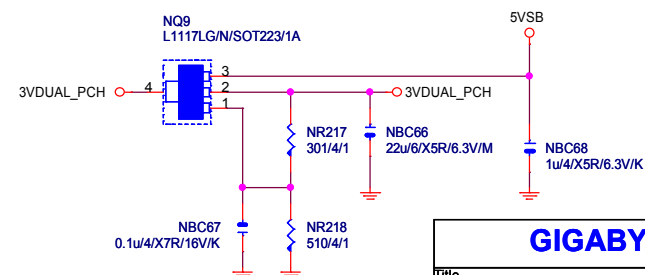 NQ9
L1117LG/N/SOT223/1A
5VSB
3VDUAL_PCH
4
3
2
1
3VDUAL_PCH
NR217
301/4/1
NBC66
22u/6/X5R/6.3V/M
NBC68
1u/4/X5R/6.3V/K
NBC67
0.1u/4/X7R/16V/K
NR218
510/4/1
GIGABY
Title